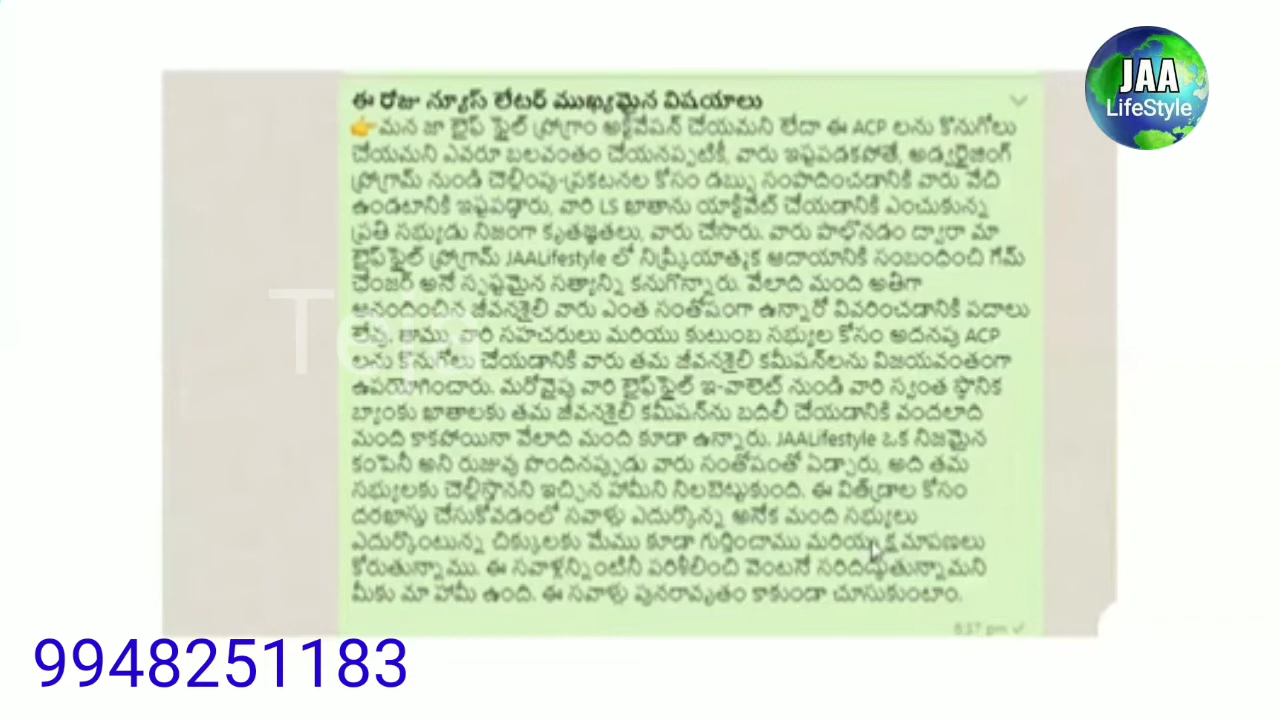 JAA
LifeStyle
ఈ రోజు న్యూస్ లేటర్ ముఖ్యమైన విషయాలు
👉మన జా లైఫ్ స్టైల్ ప్రోగ్రాం అక్టివేషన్ చేయమని లేదా ఈ ACP లను కొనుగోలు
చేయమని ఎవరూ బలవంతం చేయనప్పటికీ, వారు ఇష్టపడకపోతే, అడ్వర్టైజింగ్
ప్రోగ్రామ్ నుండి చెల్లింపు-ప్రకటనల కోసం డబ్బు సంపాదించడానికి వారు వేచి
ఉండటానికి ఇష్టపడ్డారు, వారి LS ఖాతాను యాక్టివేట్ చేయడానికి ఎంచుకున్న
ప్రతి సభ్యుడు నిజంగా కృతజ్ఞతలు, వారు చేసారు. వారు పాల్గొనడం ద్వారా మా
లైఫ్‌స్టైల్ ప్రోగ్రామ్ JAALifestyle లో నిష్క్రియాత్మక ఆదాయానికి సంబంధించి గేమ్
ఛేంజర్ అనే స్పష్టమైన సత్యాన్ని కనుగొన్నారు. వేలాది మంది అతిగా
ఆనందించిన జీవనశైలి వారు ఎంత సంతోషంగా ఉన్నారో వివరించడానికి పదాలు
లేవు. తాము వారి సహచరులు మరియు కుటుంబ సభ్యుల కోసం అదనపు ACP
లను కొనుగోలు చేయడానికి వారు తమ జీవనశైలి కమీషన్‌లను విజయవంతంగా
ఉపయోగించారు. మరోవైపు వారి లైఫ్‌స్టైల్ ఇ-వాలెట్ నుండి వారి స్వంత స్థానిక
బ్యాంకు ఖాతాలకు తమ జీవనశైలి కమీషన్‌ను బదిలీ చేయడానికి వందలాది
మంది కాకపోయినా వేలాది మంది కూడా ఉన్నారు. JAALifestyle ఒక నిజమైన
కంపెనీ అని రుజువు పొందినప్పుడు వారు సంతోషంతో ఏడ్చారు, అది తమ
సభ్యులకు చెల్లిస్తానని ఇచ్చిన హామీని నిలబెట్టుకుంది. ఈ విత్‌డ్రాల కోసం
దరఖాస్తు చేసుకోవడంలో సవాళ్లు ఎదుర్కొన్న అనేక మంది సభ్యులు
ఎదుర్కొంటున్న చిక్కులకు మేము కూడా గుర్తించాము మరియు క్షమాపణలు
కోరుతున్నాము. ఈ సవాళ్లన్నింటినీ పరిశీలించి వెంటనే సరిదిద్దుతున్నామని
మీకు మా హామీ ఉంది. ఈ సవాళ్లు పునరావృతం కాకుండా చూసుకుంటాం.
6:37 pm
9948251183